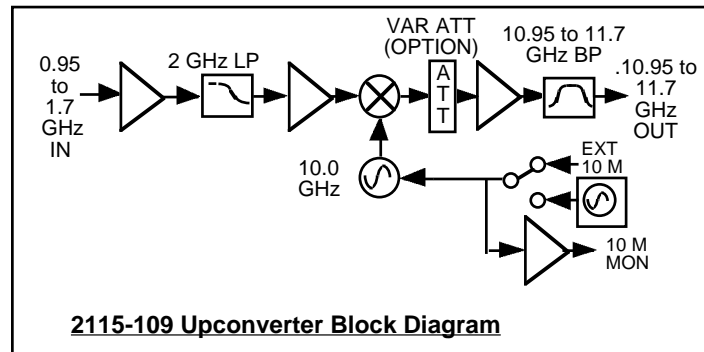 0.95
to
1.7
GHz
IN
2 GHz LP
VAR ATT
(OPTION)
A
T
T
10.95 to 11.7
GHz BP
.10.95 to
11.7
GHz
OUT
10.0
GHz
EXT
10 M
10 M
MON
2115-109 Upconverter Block Diagram